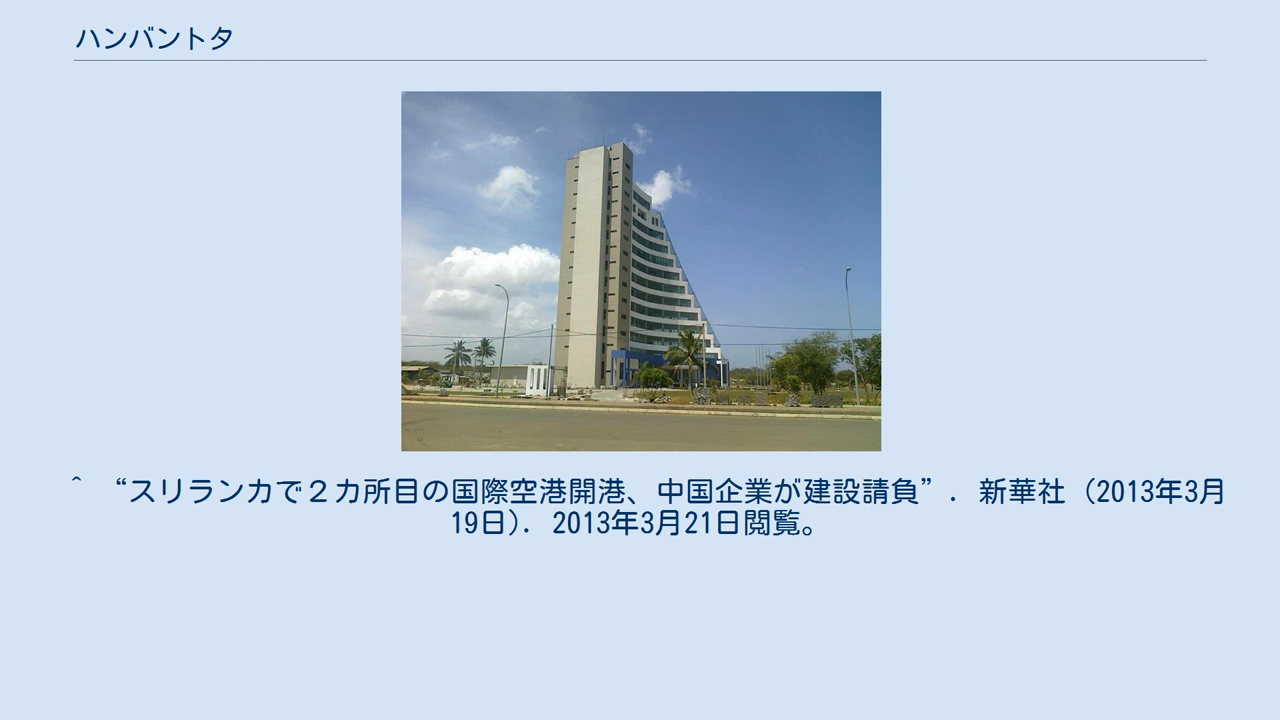 ハンバントタ
^ “スリランカで２カ所目の国際空港開港、中国企業が建設請負”. 新華社 (2013年3月
19日). 2013年3月21日閲覧。